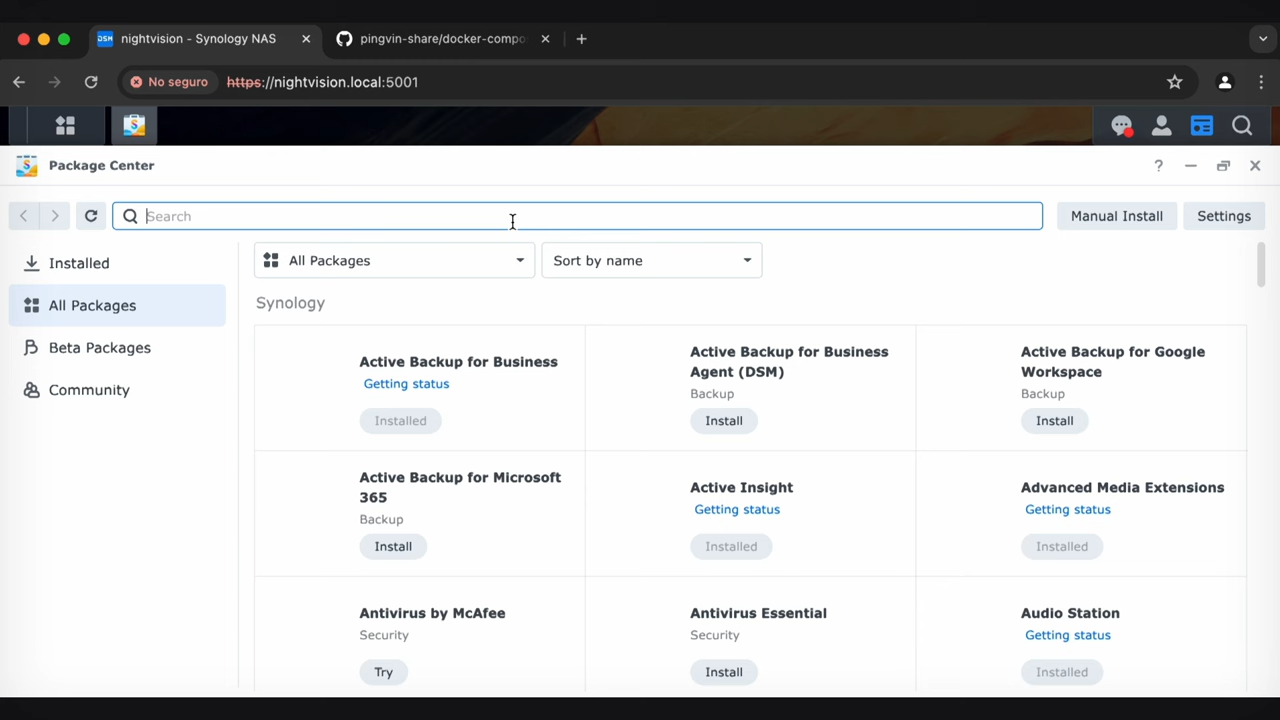 DSM nightvision - Synology NAS
pingvin-share/docker-compo
No seguro https://nightvision.local:5001
S
S Package Center
?
Search
Manual Install
Settings
Installed
All Packages
Beta Packages
Community
All Packages
Sort by name
Synology
Active Backup for Business
Getting status
Installed
Active Backup for Business
Agent (DSM)
Backup
Install
Active Backup for Google
Workspace
Backup
Install
Active Backup for Microsoft
365
Backup
Install
Active Insight
Getting status
Installed
Advanced Media Extensions
Getting status
Installed
Antivirus by McAfee
Security
Try
Antivirus Essential
Security
Install
Audio Station
Getting status
Installed